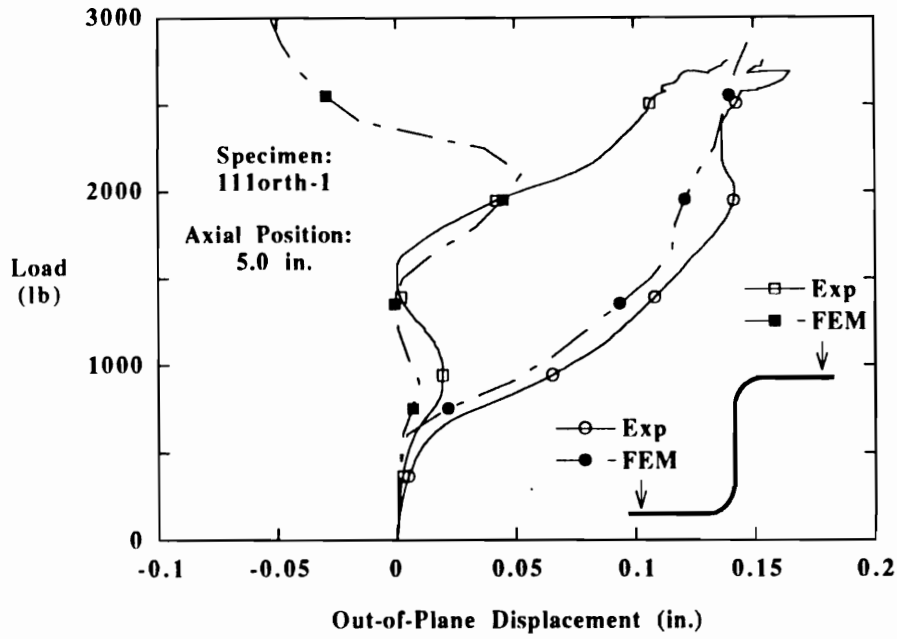 3000
2000
1000
0
Load
(lb)
Specimen:
111orth-1
Axial Position:
5.0 in.
Exp
FEM
Exp
FEM
-0.1
-0.05
0
0.05
0.1
0.15
0.2
Out-of-Plane Displacement (in.)